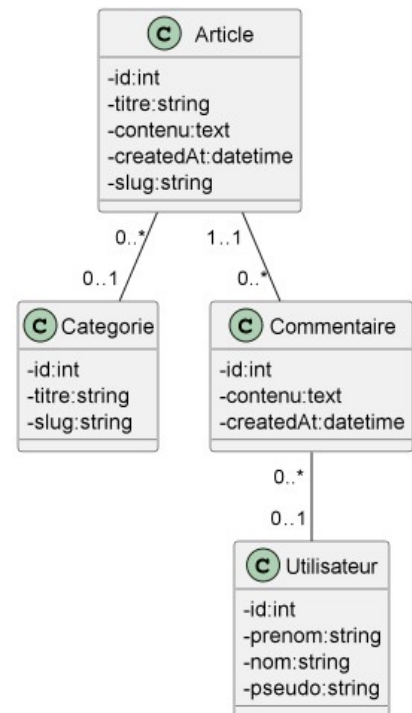 C Article
-id:int
-titre:string
-contenu:text
-createdAt:datetime
-slug:string
0..*
1..1
0..1
0..*
C Categorie
-id:int
-titre:string
-slug:string
C Commentaire
-id:int
-contenu:text
-createdAt:datetime
0..*
0..1
C Utilisateur
-id:int
-prenom:string
-nom:string
-pseudo:string